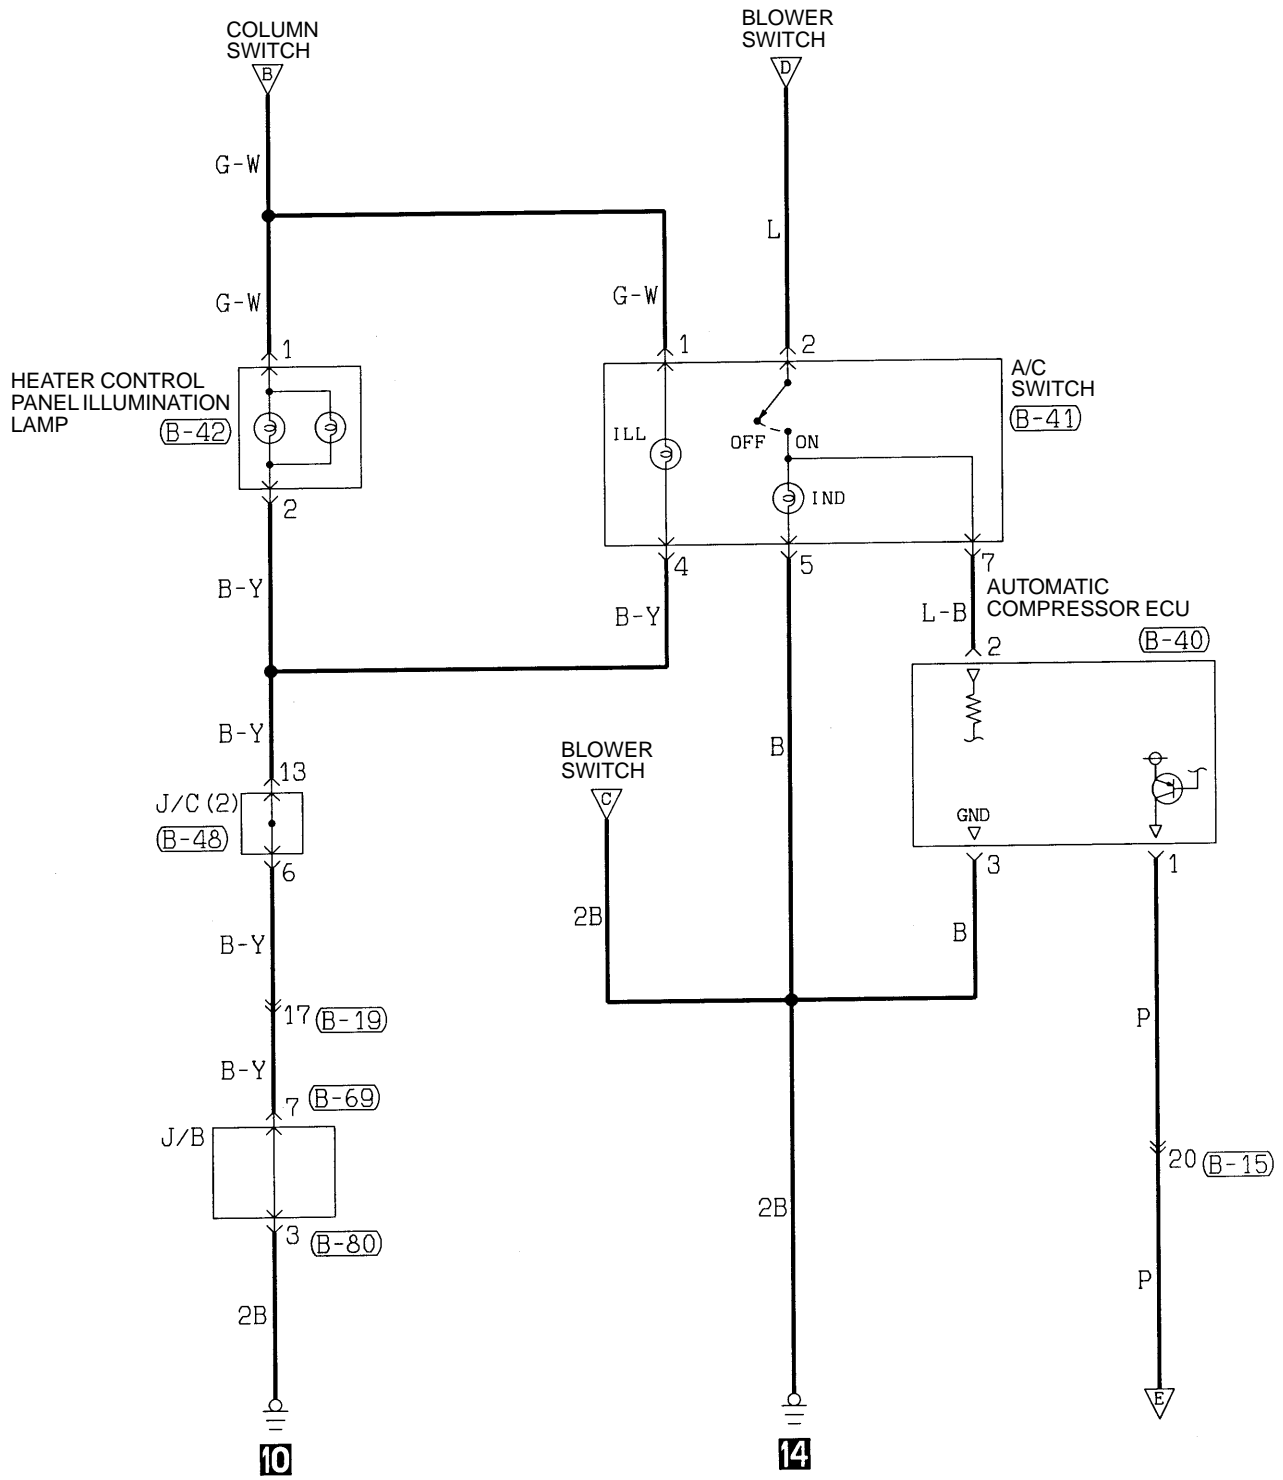 COLUMN
SWITCH
B
BLOWER
SWITCH
D
G-W
L
G-W
G-W
1
1
2
HEATER CONTROL
PANEL ILLUMINATION
LAMP
(B-42)
A/C
SWITCH
(B-41)
ILL
OFF
ON
IND
2
4
5
7
B-Y
B-Y
L-B
AUTOMATIC
COMPRESSOR ECU
(B-40)
2
B-Y
B
BLOWER
SWITCH
C
13
J/C (2)
(B-48)
6
GND
3
1
2B
B
B-Y
17 (B-19)
P
B-Y
7 (B-69)
J/B
20 (B-15)
3 (B-80)
2B
P
2B
E
10
14